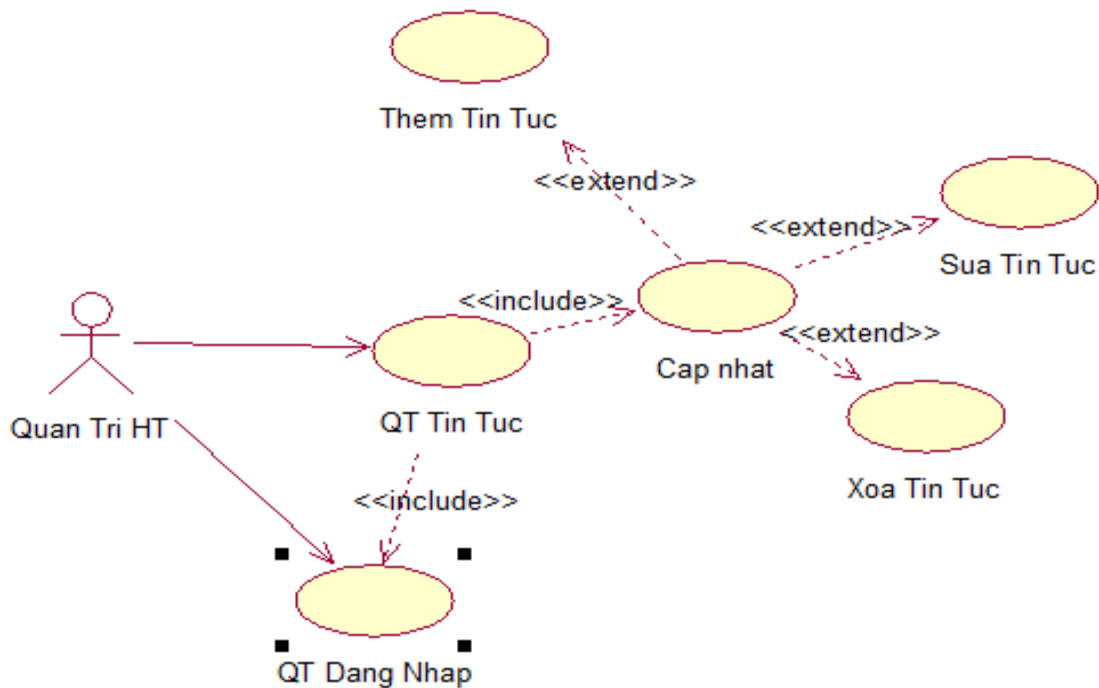 Them Tin Tuc
<<extend>>
<<extend>>
Sua Tin Tuc
<<include>>
<<extend>>
Cap nhat
Quan Tri HT
QT Tin Tuc
Xoa Tin Tuc
<<include>>
QT Dang Nhap